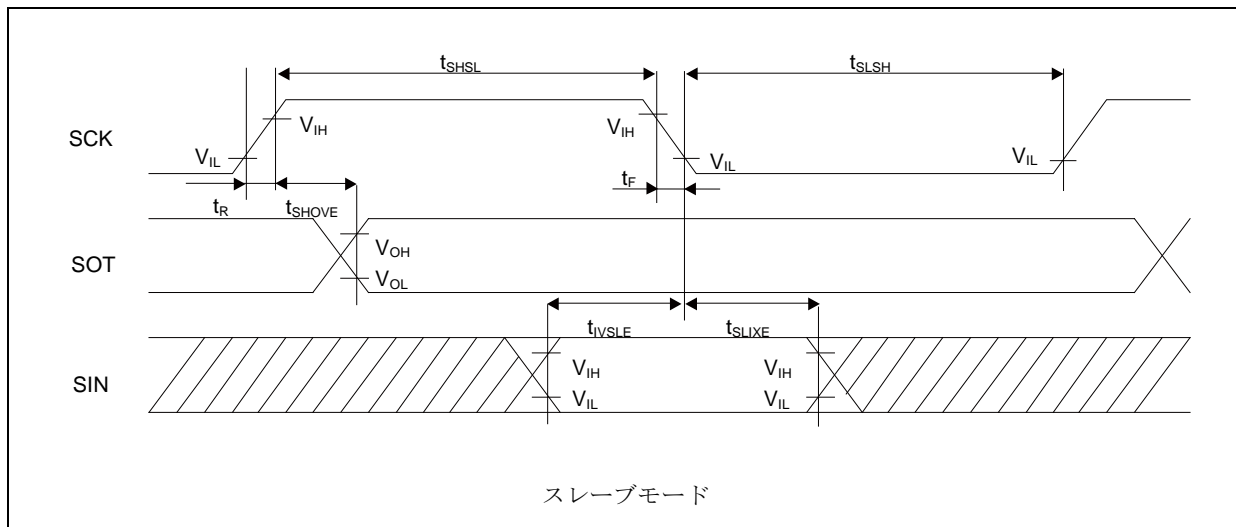 tSHSL
tSLSH
SCK
VIH
VIH
VIL
VIL
VIL
tF
tR
tSHOVE
SOT
VOH
VOL
tIVSLE
tSLIXE
SIN
VIH
VIH
VIL
VIL
スレーブモード